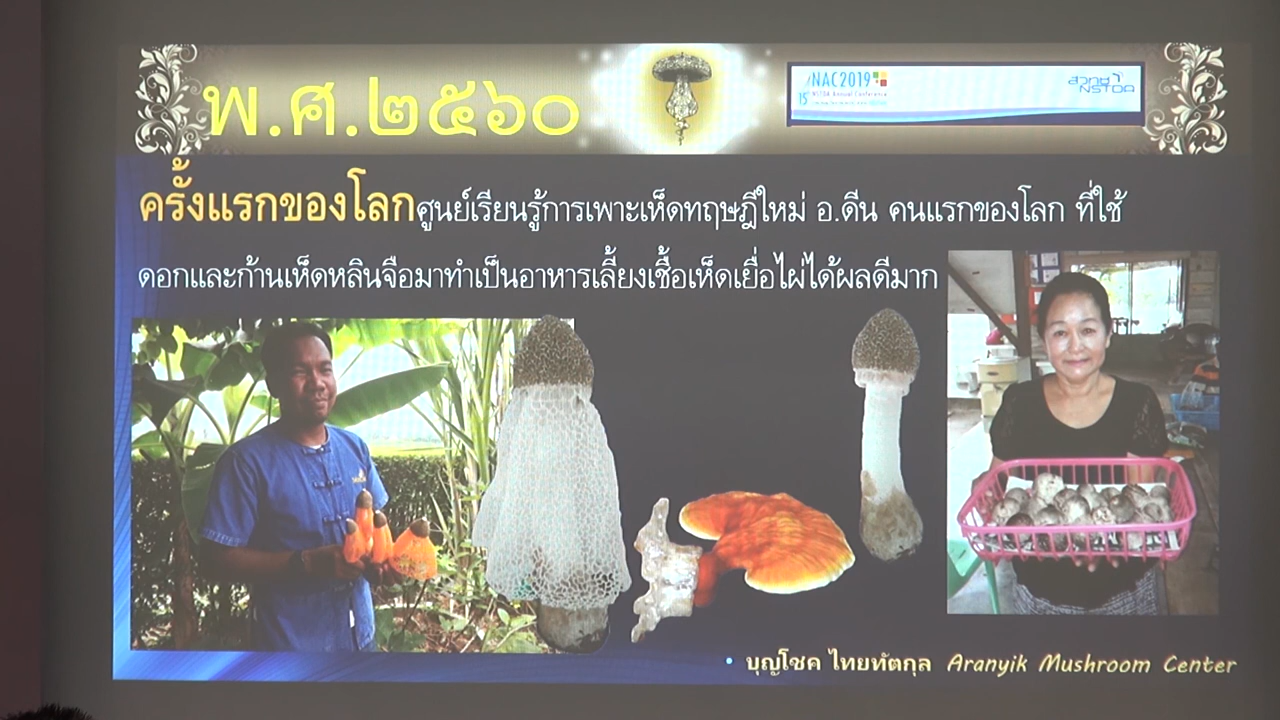 พ.ศ.๒๕๖๐
NAC2019
15
NSTDA Annual Conference
สวทช
NSTDA
ครั้งแรกของโลกศูนย์เรียนรู้การเพาะเห็ดทฤษฎีใหม่ อ.ดีน คนแรกของโลก ที่ใช้
ดอกและก้านเห็ดหลินจือมาทำเป็นอาหารเลี้ยงเชื้อเห็ดเยื่อไผ่ได้ผลดีมาก
• บุญโชค ไทยทัตกุล Aranyik Mushroom Center